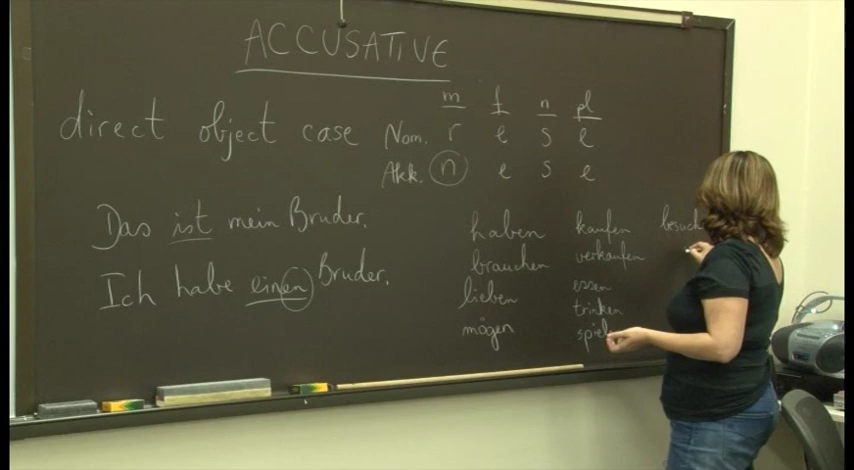 ACCUSATIVE
direct object case
m f n pl
Nom. r e s e
Akk. n e s e
Das ist mein Bruder.
Ich habe einen Bruder.
haben
brauchen
lieben
mögen
kaufen
verkaufen
essen
trinken